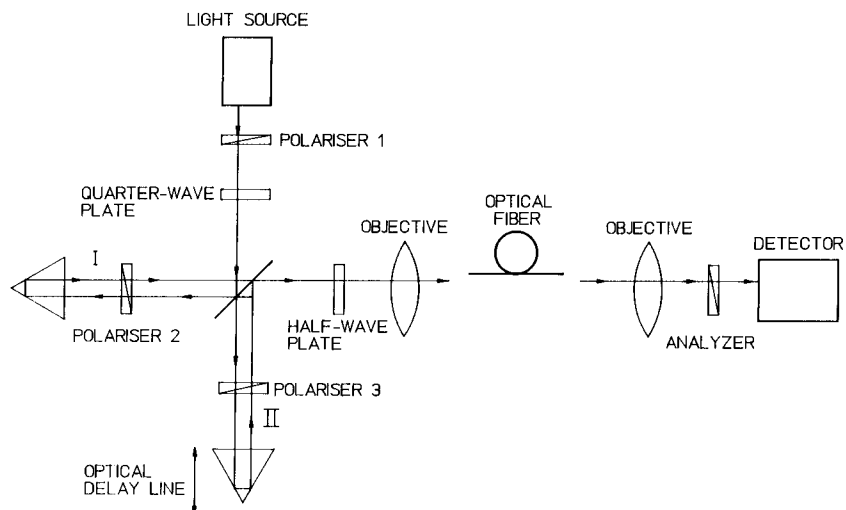 LIGHT SOURCE
POLARISER 1
QUARTER-WAVE
PLATE
OPTICAL
FIBER
OBJECTIVE
OBJECTIVE
DETECTOR
I
POLARISER 2
HALF-WAVE
PLATE
ANALYZER
POLARISER 3
II
OPTICAL
DELAY LINE